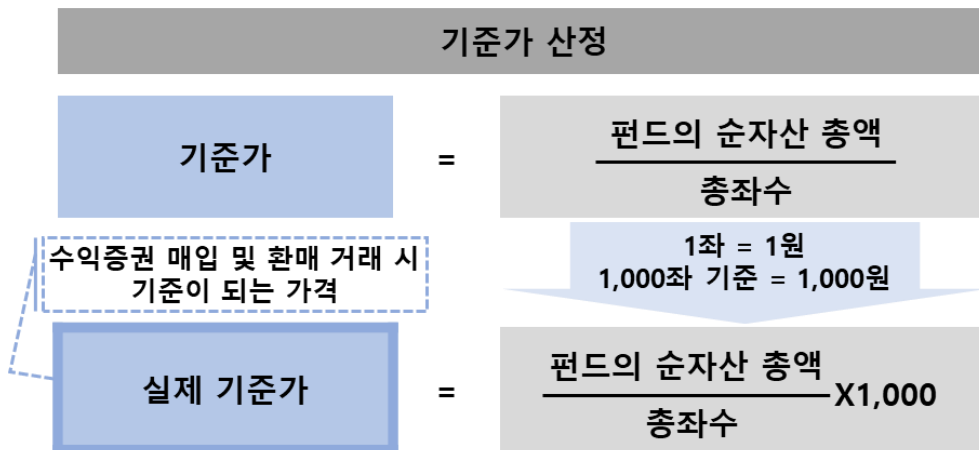 기준가 산정
기준가
=
펀드의 순자산 총액
총좌수
수익증권 매입 및 환매 거래 시
기준이 되는 가격
1좌 = 1원
1,000좌 기준 = 1,000원
실제 기준가
=
펀드의 순자산 총액
총좌수
X1,000